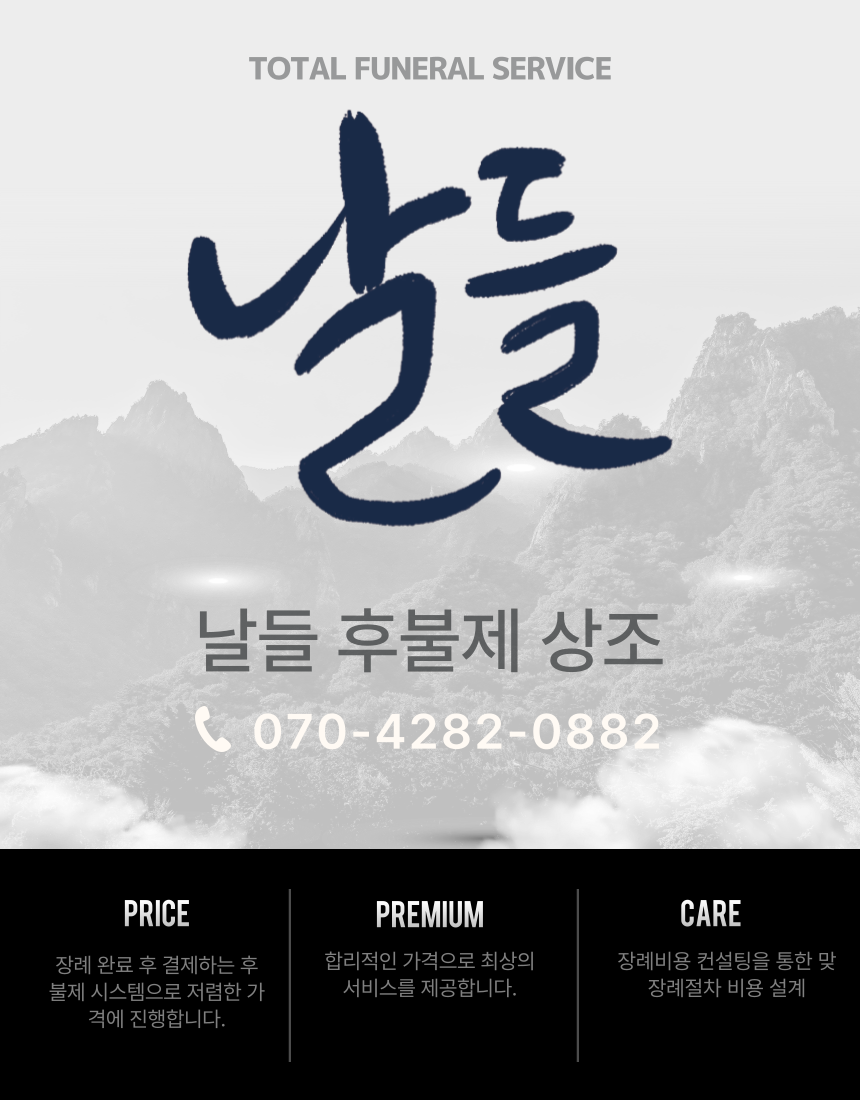 TOTAL FUNERAL SERVICE
날들
날들 후불제 상조
070-4282-0882
PRICE
장례 완료 후 결제하는 후
불제 시스템으로 저렴한 가
격에 진행합니다.
PREMIUM
합리적인 가격으로 최상의
서비스를 제공합니다.
CARE
장례비용 컨설팅을 통한 맞
장례절차 비용 설계